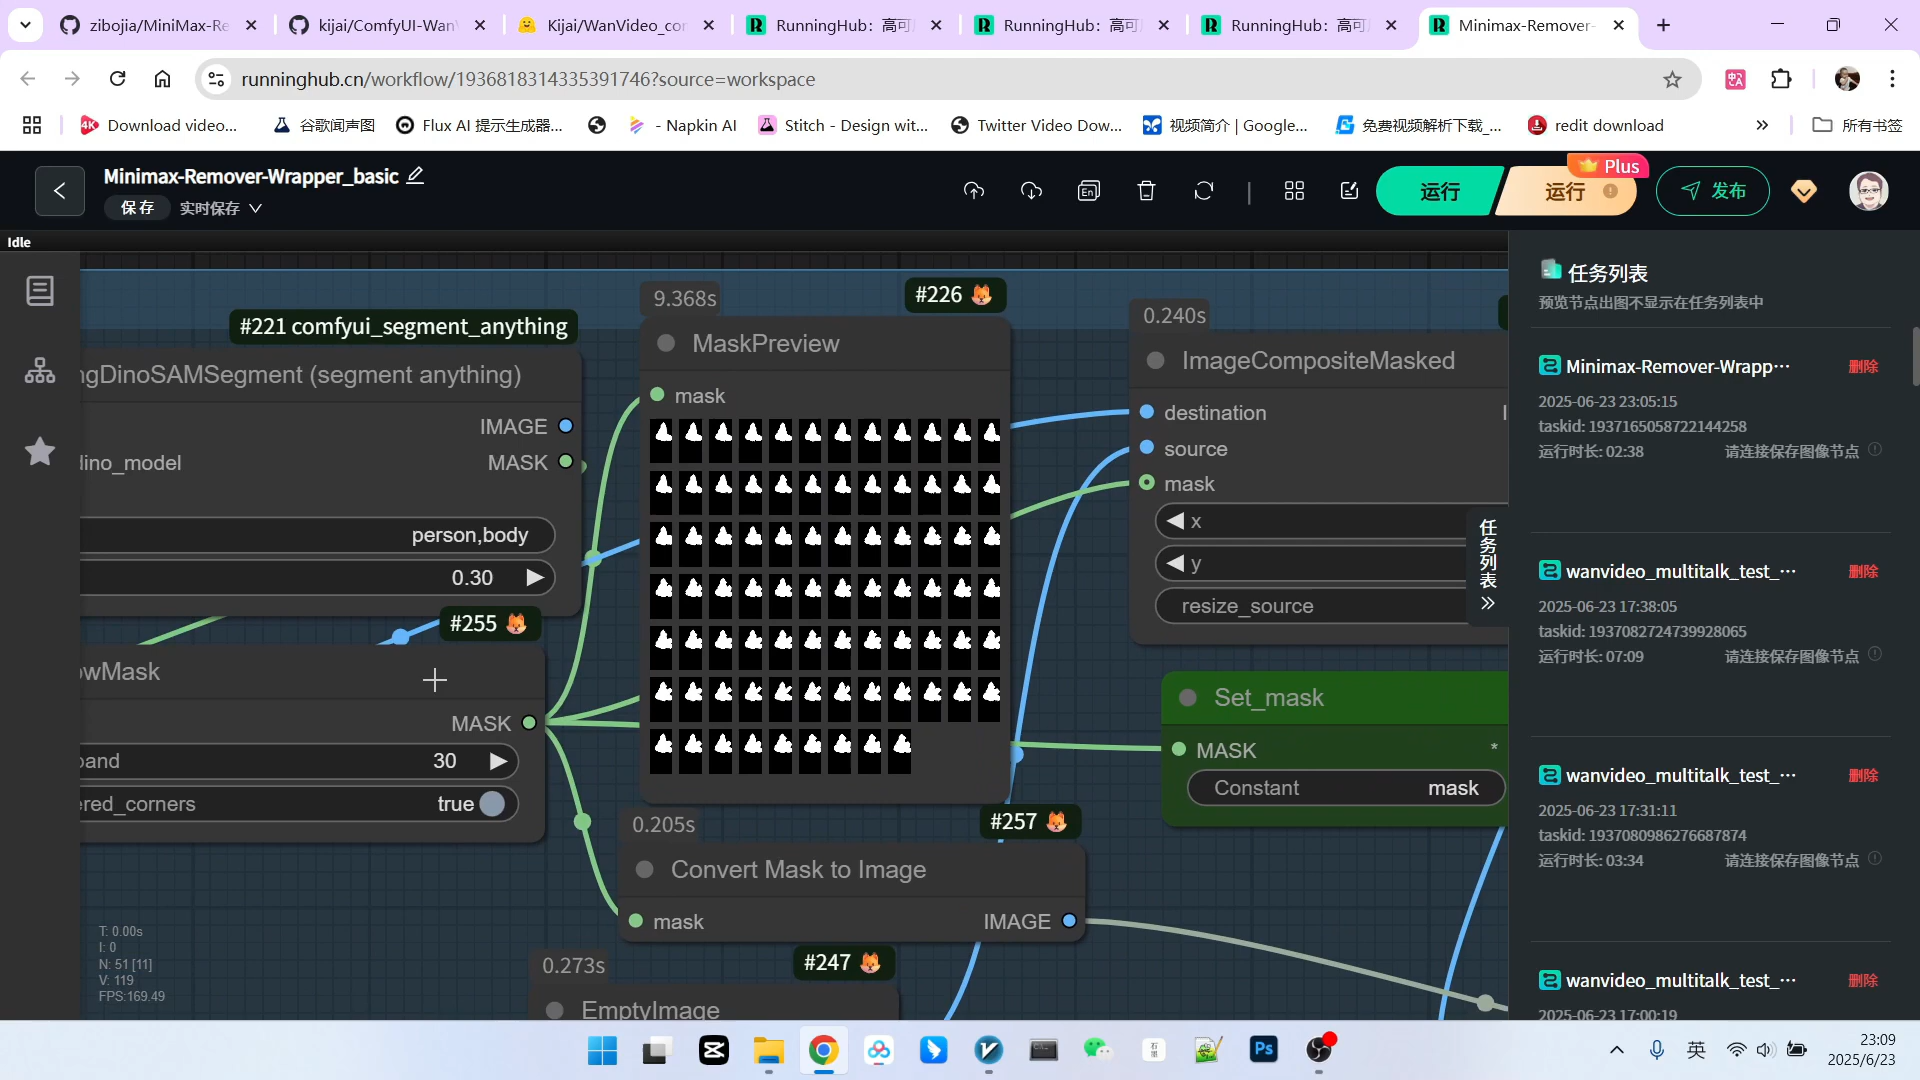 zibojia/MiniMax-Re
kijai/ComfyUI-Wan
Kijai/WanVideo_co
RunningHub: 高可
RunningHub: 高可
RunningHub: 高可
Minimax-Remover-
runninghub.cn/workflow/1936818314335391746?source=workspace
Download video...
谷歌闻声图
Flux AI 提示生成器...
- Napkin AI
Stitch - Design wit...
Twitter Video Dow...
视频简介 | Google...
免费视频解析下载_...
redit download
所有书签
Minimax-Remover-Wrapper_basic
保存
实时保存
En
运行
运行
Plus
发布
Idle
任务列表
预览节点出图不显示在任务列表中
#221 comfyui_segment_anything
ngDinoSAMSegment (segment anything)
IMAGE
dino_model
MASK
person,body
0.30
#255
owMask
MASK
pand
30
ered_corners
true
9.368s
#226
MaskPreview
mask
0.240s
ImageCompositeMasked
destination
I
source
mask
x
y
resize_source
任务列表
Set_mask
MASK
*
Constant
mask
0.205s
#257
Convert Mask to Image
mask
IMAGE
0.273s
#247
EmptyImage
T: 0.00s
I: 0
N: 51 [11]
V: 119
FPS:169.49
Minimax-Remover-Wrapp···
删除
2025-06-23 23:05:15
taskid: 1937165058722144258
运行时长: 02:38
请连接保存图像节点
wanvideo_multitalk_test_···
删除
2025-06-23 17:38:05
taskid: 1937082724739928065
运行时长: 07:09
请连接保存图像节点
wanvideo_multitalk_test_···
删除
2025-06-23 17:31:11
taskid: 1937080986276687874
运行时长: 03:34
请连接保存图像节点
wanvideo_multitalk_test_···
删除
2025-06-23 17:00:19
Ps
英
23:09
2025/6/23